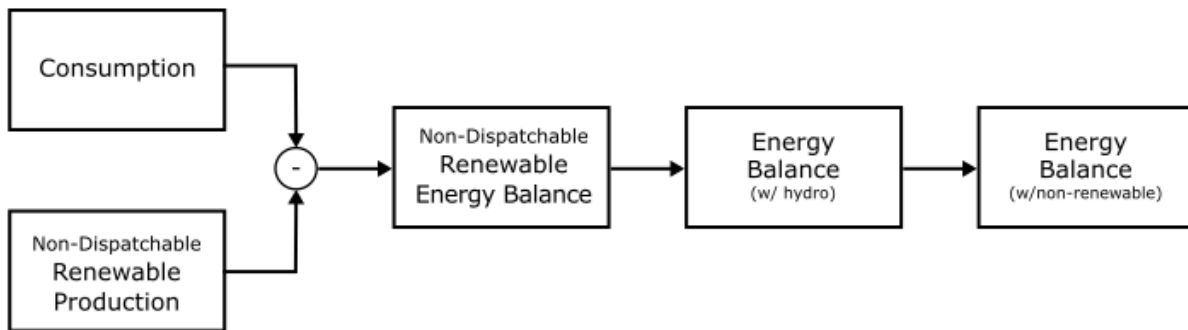 Consumption
Non-Dispatchable
Renewable
Production
-
Non-Dispatchable
Renewable
Energy Balance
Energy
Balance
(w/ hydro)
Energy
Balance
(w/non-renewable)